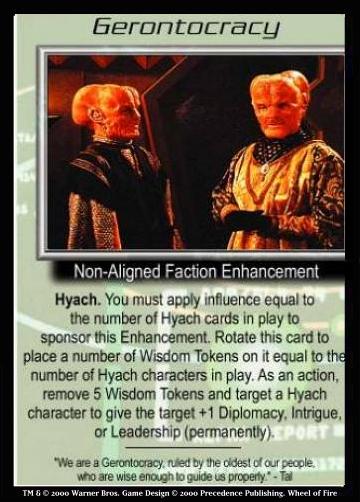 Gerontocracy
Non-Aligned Faction Enhancement
Hyach. You must apply influence equal to
the number of Hyach cards in play to
sponsor this Enhancement. Rotate this card to
place a number of Wisdom Tokens on it equal to the
number of Hyach characters in play. As an action,
remove 5 Wisdom Tokens and target a Hyach
character to give the target +1 Diplomacy, Intrigue,
or Leadership (permanently).
"We are a Gerontocracy, ruled by the oldest of our people,
who are wise enough to guide us properly." - Tal
TM & © 2000 Warner Bros. Game Design © 2000 Precedence Publishing. Wheel of Fire